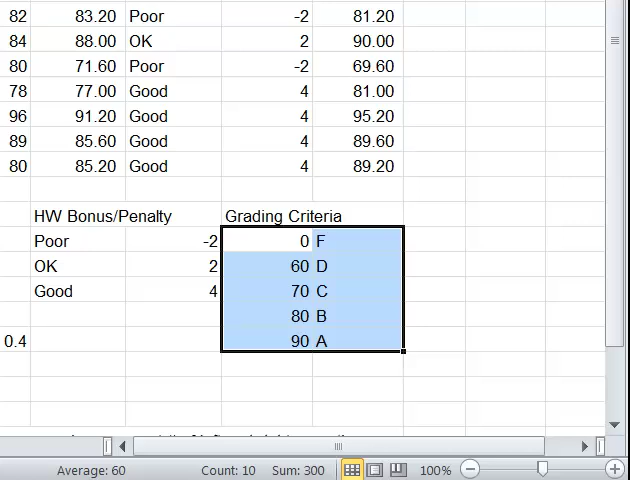 82 83.20 Poor -2 81.20
84 88.00 OK 2 90.00
80 71.60 Poor -2 69.60
78 77.00 Good 4 81.00
96 91.20 Good 4 95.20
89 85.60 Good 4 89.60
80 85.20 Good 4 89.20
HW Bonus/Penalty Grading Criteria
Poor -2 0 F
OK 2 60 D
Good 4 70 C
80 B
0.4 90 A
Average: 60 Count: 10 Sum: 300 100%